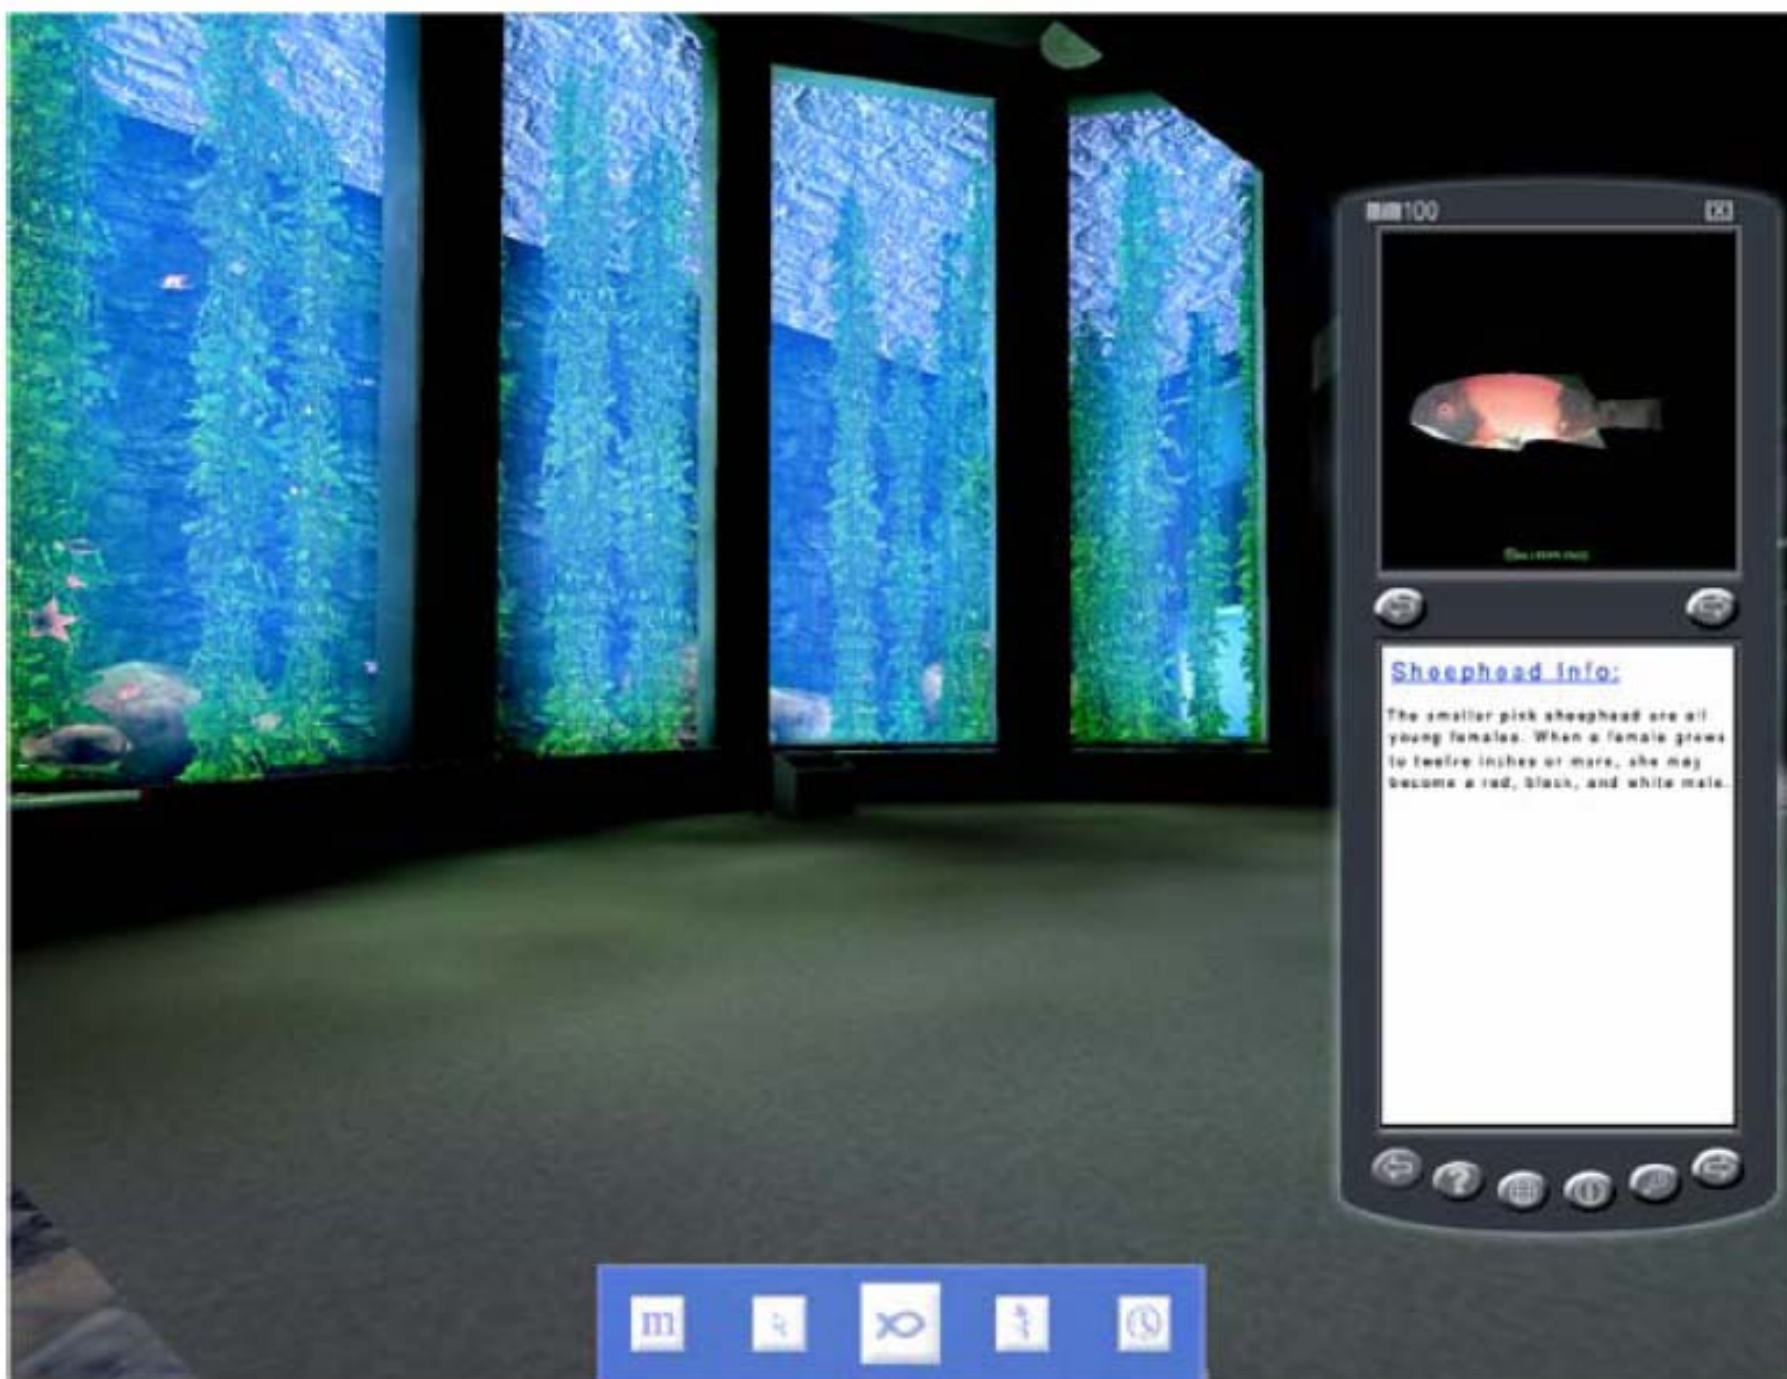 100
Sheephead Info:
The smaller pink sheephead are all
young females. When a female grows
to twelve inches or more, she may
become a red, black, and white male.
?
m